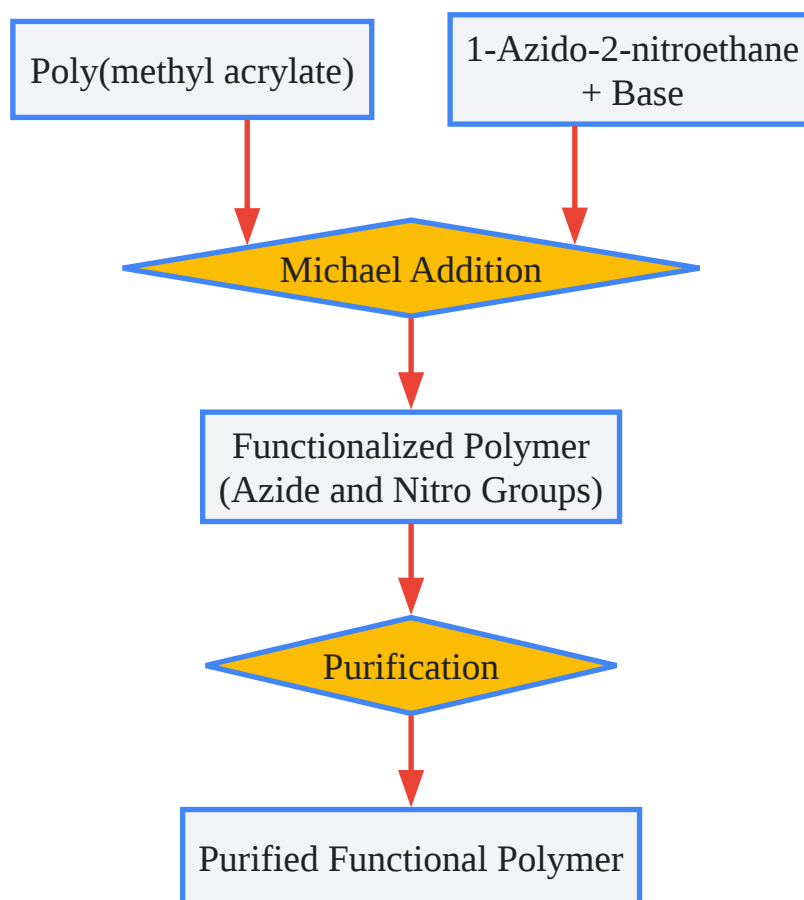 Poly(methyl acrylate)
1-Azido-2-nitroethane
+ Base
Michael Addition
Functionalized Polymer
(Azide and Nitro Groups)
Purification
Purified Functional Polymer